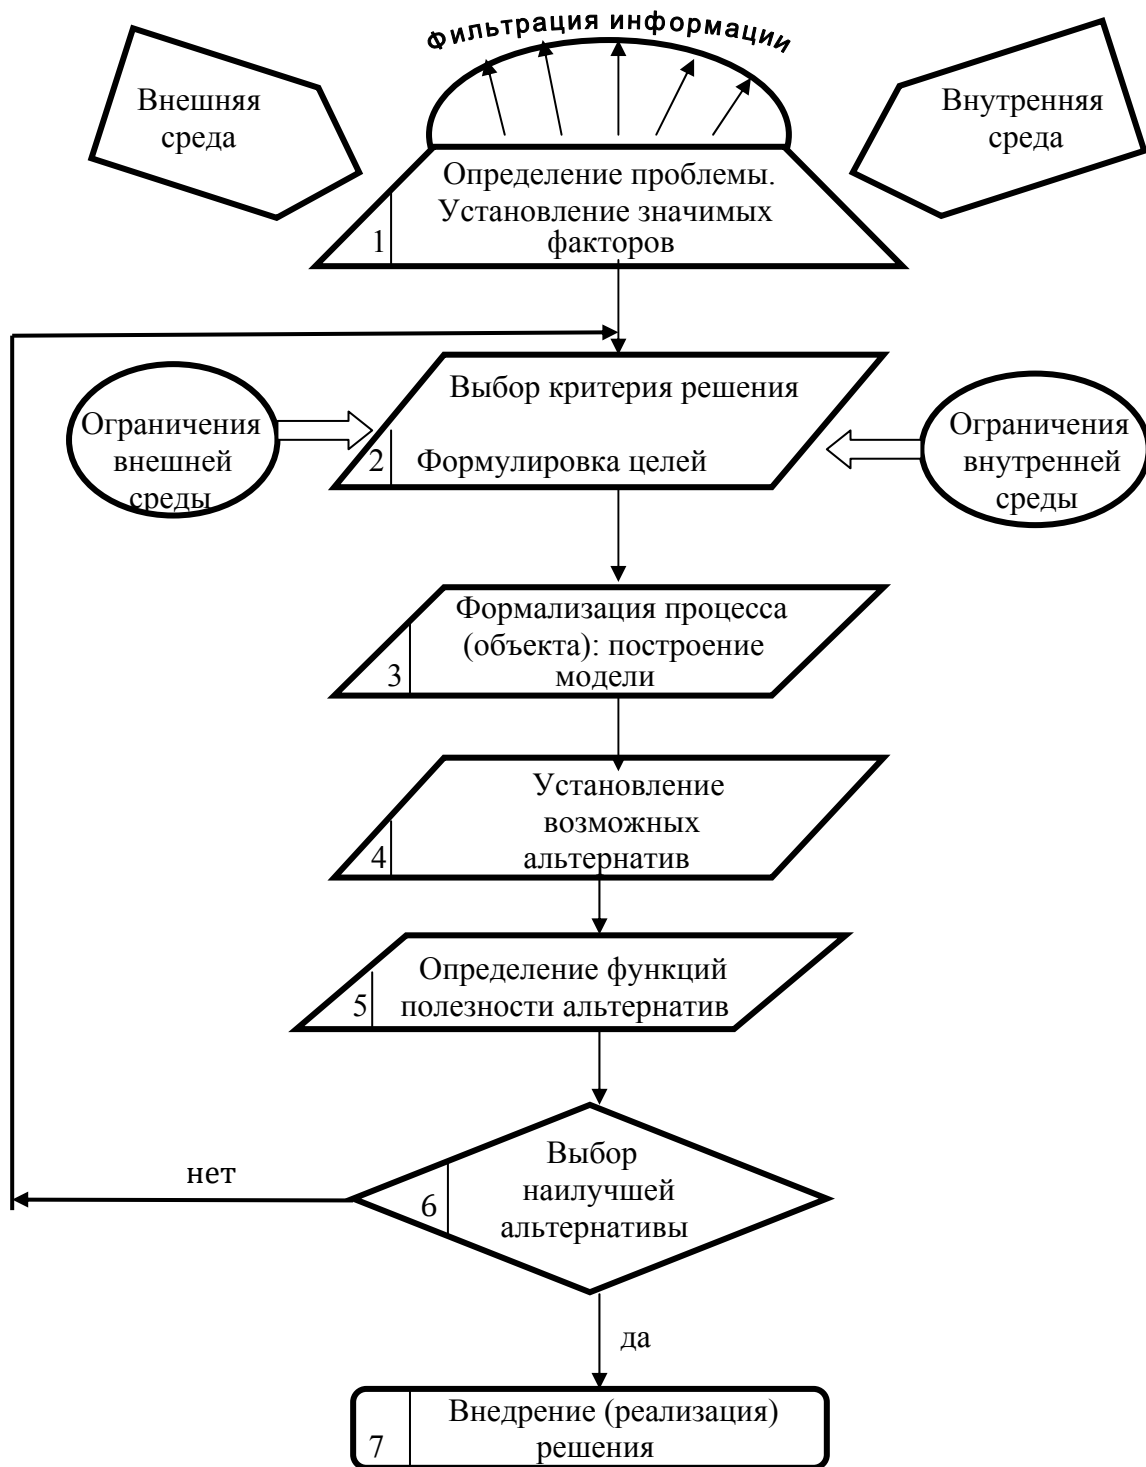 Фильтрация информации
Внешняя
среда
Внутренняя
среда
Определение проблемы.
Установление значимых
факторов
1
Выбор критерия решения
Формулировка целей
2
Ограничения
внешней
среды
Ограничения
внутренней
среды
Формализация процесса
(объекта): построение
модели
3
Установление
возможных
альтернатив
4
Определение функций
полезности альтернатив
5
Выбор
наилучшей
альтернативы
6
нет
да
Внедрение (реализация)
решения
7